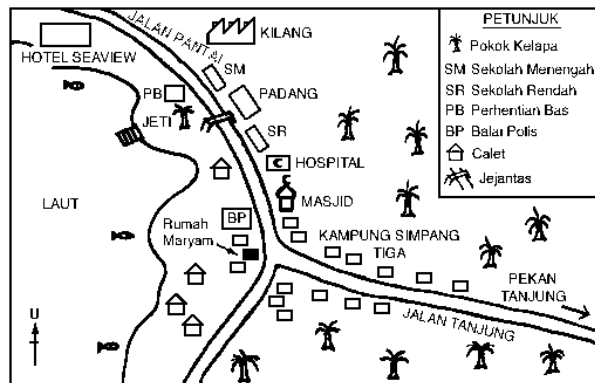 HOTEL SEAVIEW
JALAN PANTAI
KILANG
SM
PB
PADANG
JETI
SR
HOSPITAL
MASJID
LAUT
BP
Rumah
Maryam
KAMPUNG SIMPANG
TIGA
PEKAN
TANJUNG
JALAN TANJUNG
U
PETUNJUK
Pokok Kelapa
SM Sekolah Menengah
SR Sekolah Rendah
PB Perhentian Bas
BP Balai Polis
Calet
Jejantas